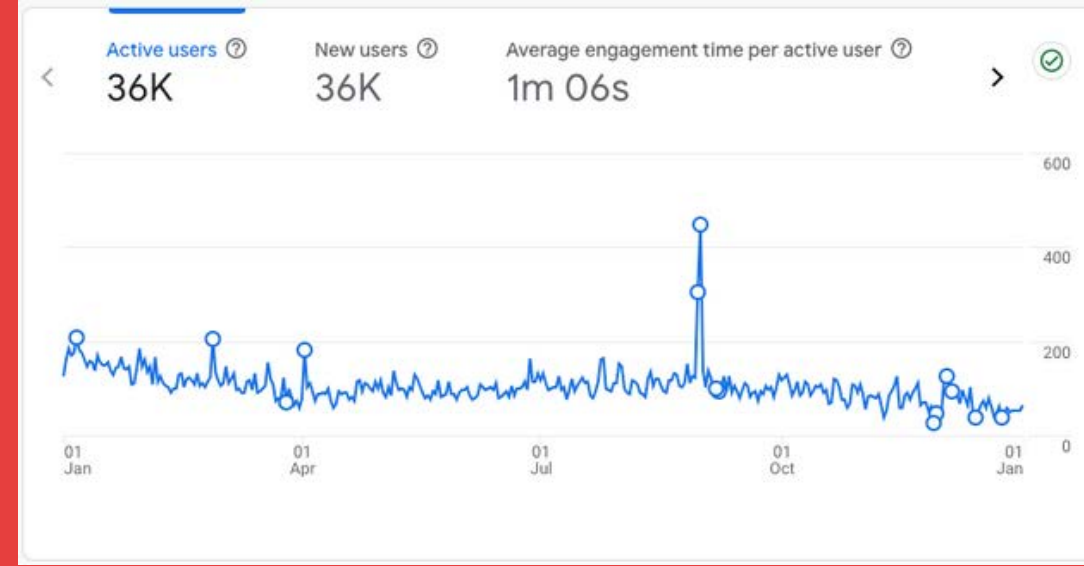 Active users
New users
Average engagement time per active user
36K
36K
1m 06s
600
400
200
0
01
Jan
01
Apr
01
Jul
01
Oct
01
Jan